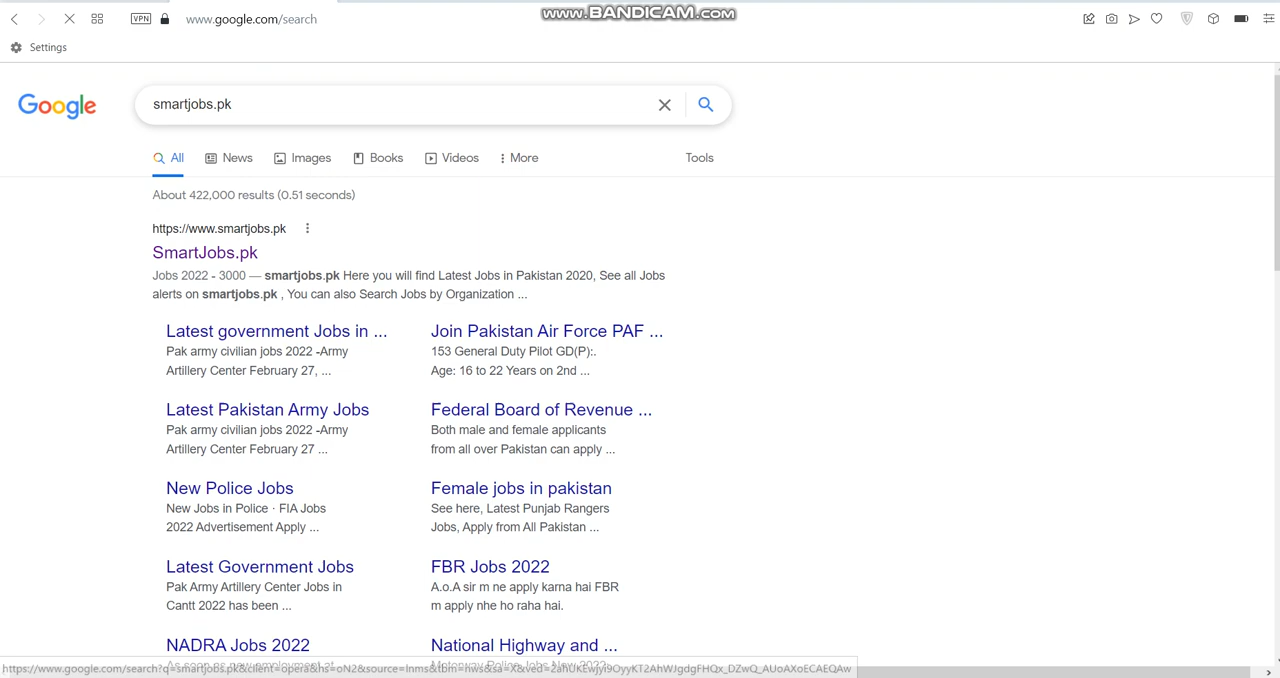 www.BANDICAM.com
VPN www.google.com/search
Settings
Google smartjobs.pk
All News Images Books Videos More Tools
About 422,000 results (0.51 seconds)
https://www.smartjobs.pk
SmartJobs.pk
Jobs 2022 - 3000 — smartjobs.pk Here you will find Latest Jobs in Pakistan 2020, See all Jobs
alerts on smartjobs.pk , You can also Search Jobs by Organization ...
Latest government Jobs in ...
Pak army civilian jobs 2022 -Army
Artillery Center February 27, ...
Join Pakistan Air Force PAF ...
153 General Duty Pilot GD(P):.
Age: 16 to 22 Years on 2nd ...
Latest Pakistan Army Jobs
Pak army civilian jobs 2022 -Army
Artillery Center February 27 ...
Federal Board of Revenue ...
Both male and female applicants
from all over Pakistan can apply ...
New Police Jobs
New Jobs in Police · FIA Jobs
2022 Advertisement Apply ...
Female jobs in pakistan
See here, Latest Punjab Rangers
Jobs, Apply from All Pakistan ...
Latest Government Jobs
Pak Army Artillery Center Jobs in
Cantt 2022 has been ...
FBR Jobs 2022
A.o.A sir m ne apply karna hai FBR
m apply nhe ho raha hai.
NADRA Jobs 2022
National Highway and ...